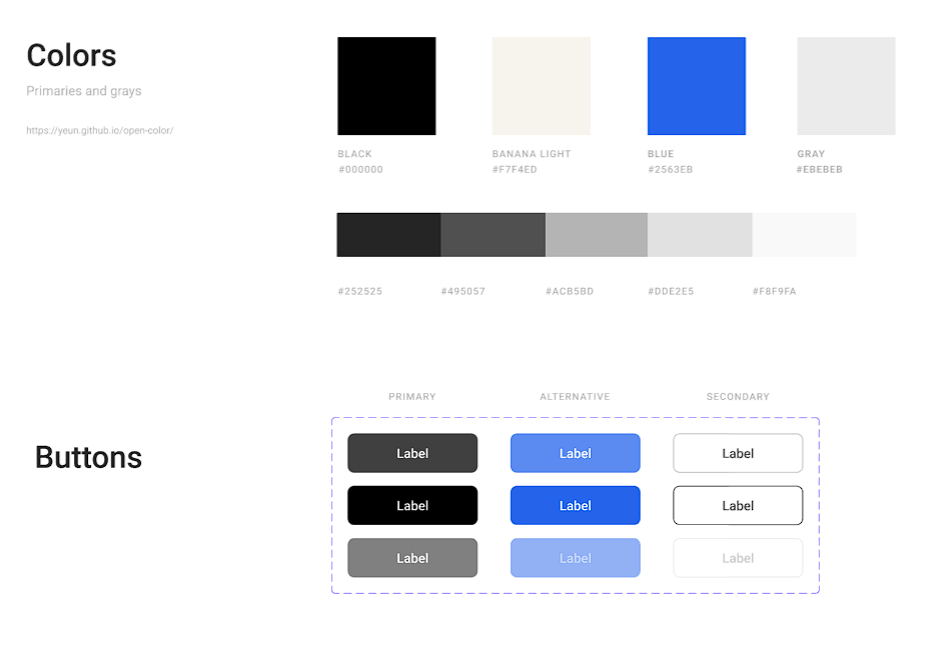 Colors
Primaries and grays
https://yeun.github.io/open-color/
BLACK
#000000
BANANA LIGHT
#F7F4ED
BLUE
#2563EB
GRAY
#EBEBEB
#252525
#495057
#ACB5BD
#DDE2E5
#F8F9FA
Buttons
PRIMARY
ALTERNATIVE
SECONDARY
Label
Label
Label
Label
Label
Label
Label
Label
Label